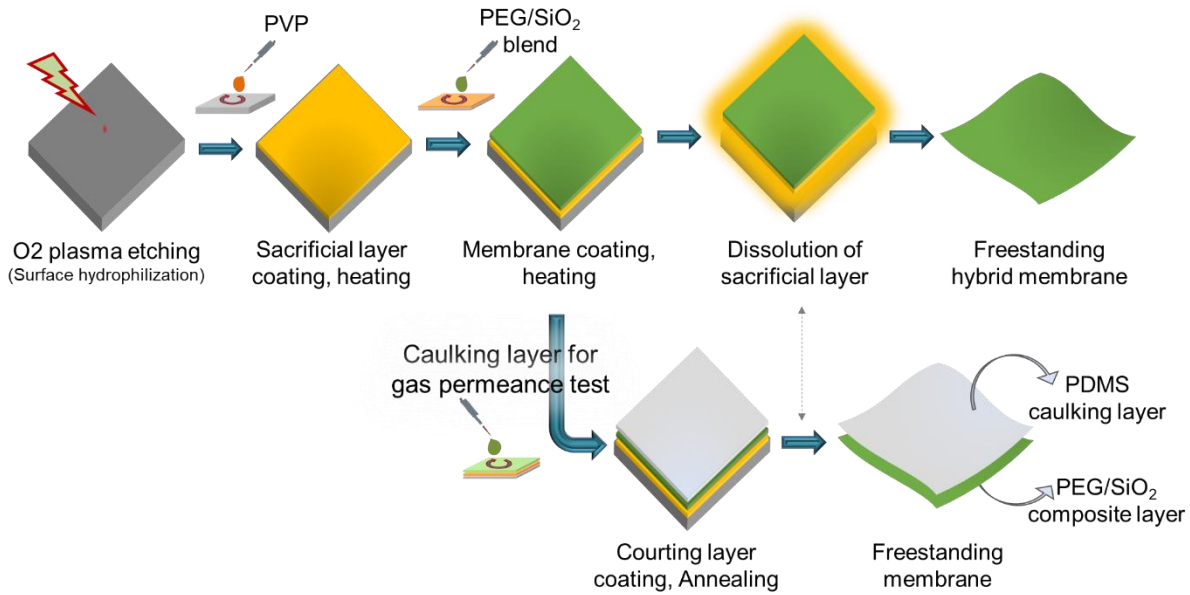 PVP
PEG/SiO₂
blend
O2 plasma etching
(Surface hydrophilization)
Sacrificial layer
coating, heating
Membrane coating,
heating
Dissolution of
sacrificial layer
Freestanding
hybrid membrane
Caulking layer for
gas permeance test
PDMS
caulking layer
PEG/SiO₂
composite layer
Courting layer
coating, Annealing
Freestanding
membrane